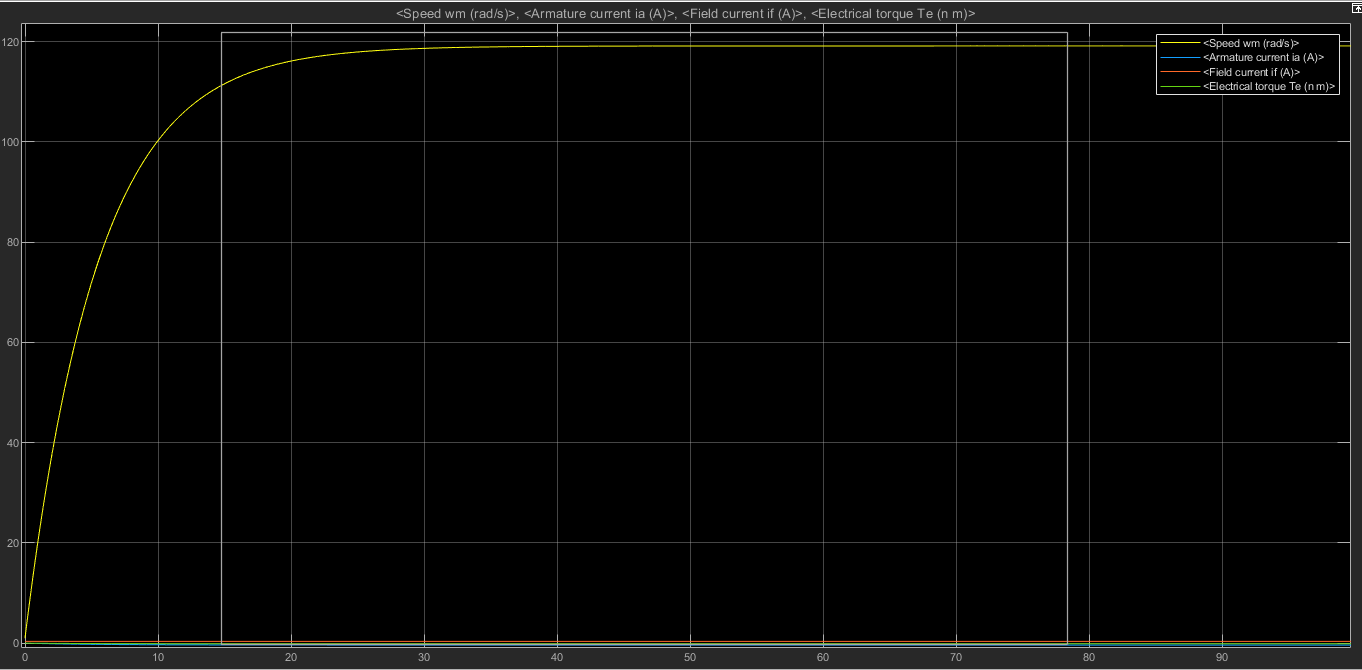 <Speed wm (rad/s)>, <Armature current ia (A)>, <Field current if (A)>, <Electrical torque Te (n m)>
120
100
80
60
40
20
0
<Speed wm (rad/s)>
<Armature current ia (A)>
<Field current if (A)>
<Electrical torque Te (n m)>
0 10 20 30 40 50 60 70 80 90